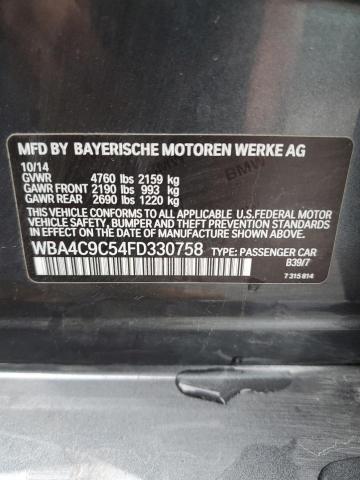 MFD BY BAYERISCHE MOTOREN WERKE AG
10/14
GVWR 4760 lbs 2159 kg
GAWR FRONT 2190 lbs 993 kg
GAWR REAR 2690 lbs 1220 kg
THIS VEHICLE CONFORMS TO ALL APPLICABLE U.S.FEDERAL MOTOR
VEHICLE SAFETY, BUMPER, AND THEFT PREVENTION STANDARDS IN
EFFECT ON THE DATE OF MANUFACTURE SHOWN ABOVE.
WBA4C9C54FD330758 TYPE: PASSENGER CAR
B39/7
7 315 814